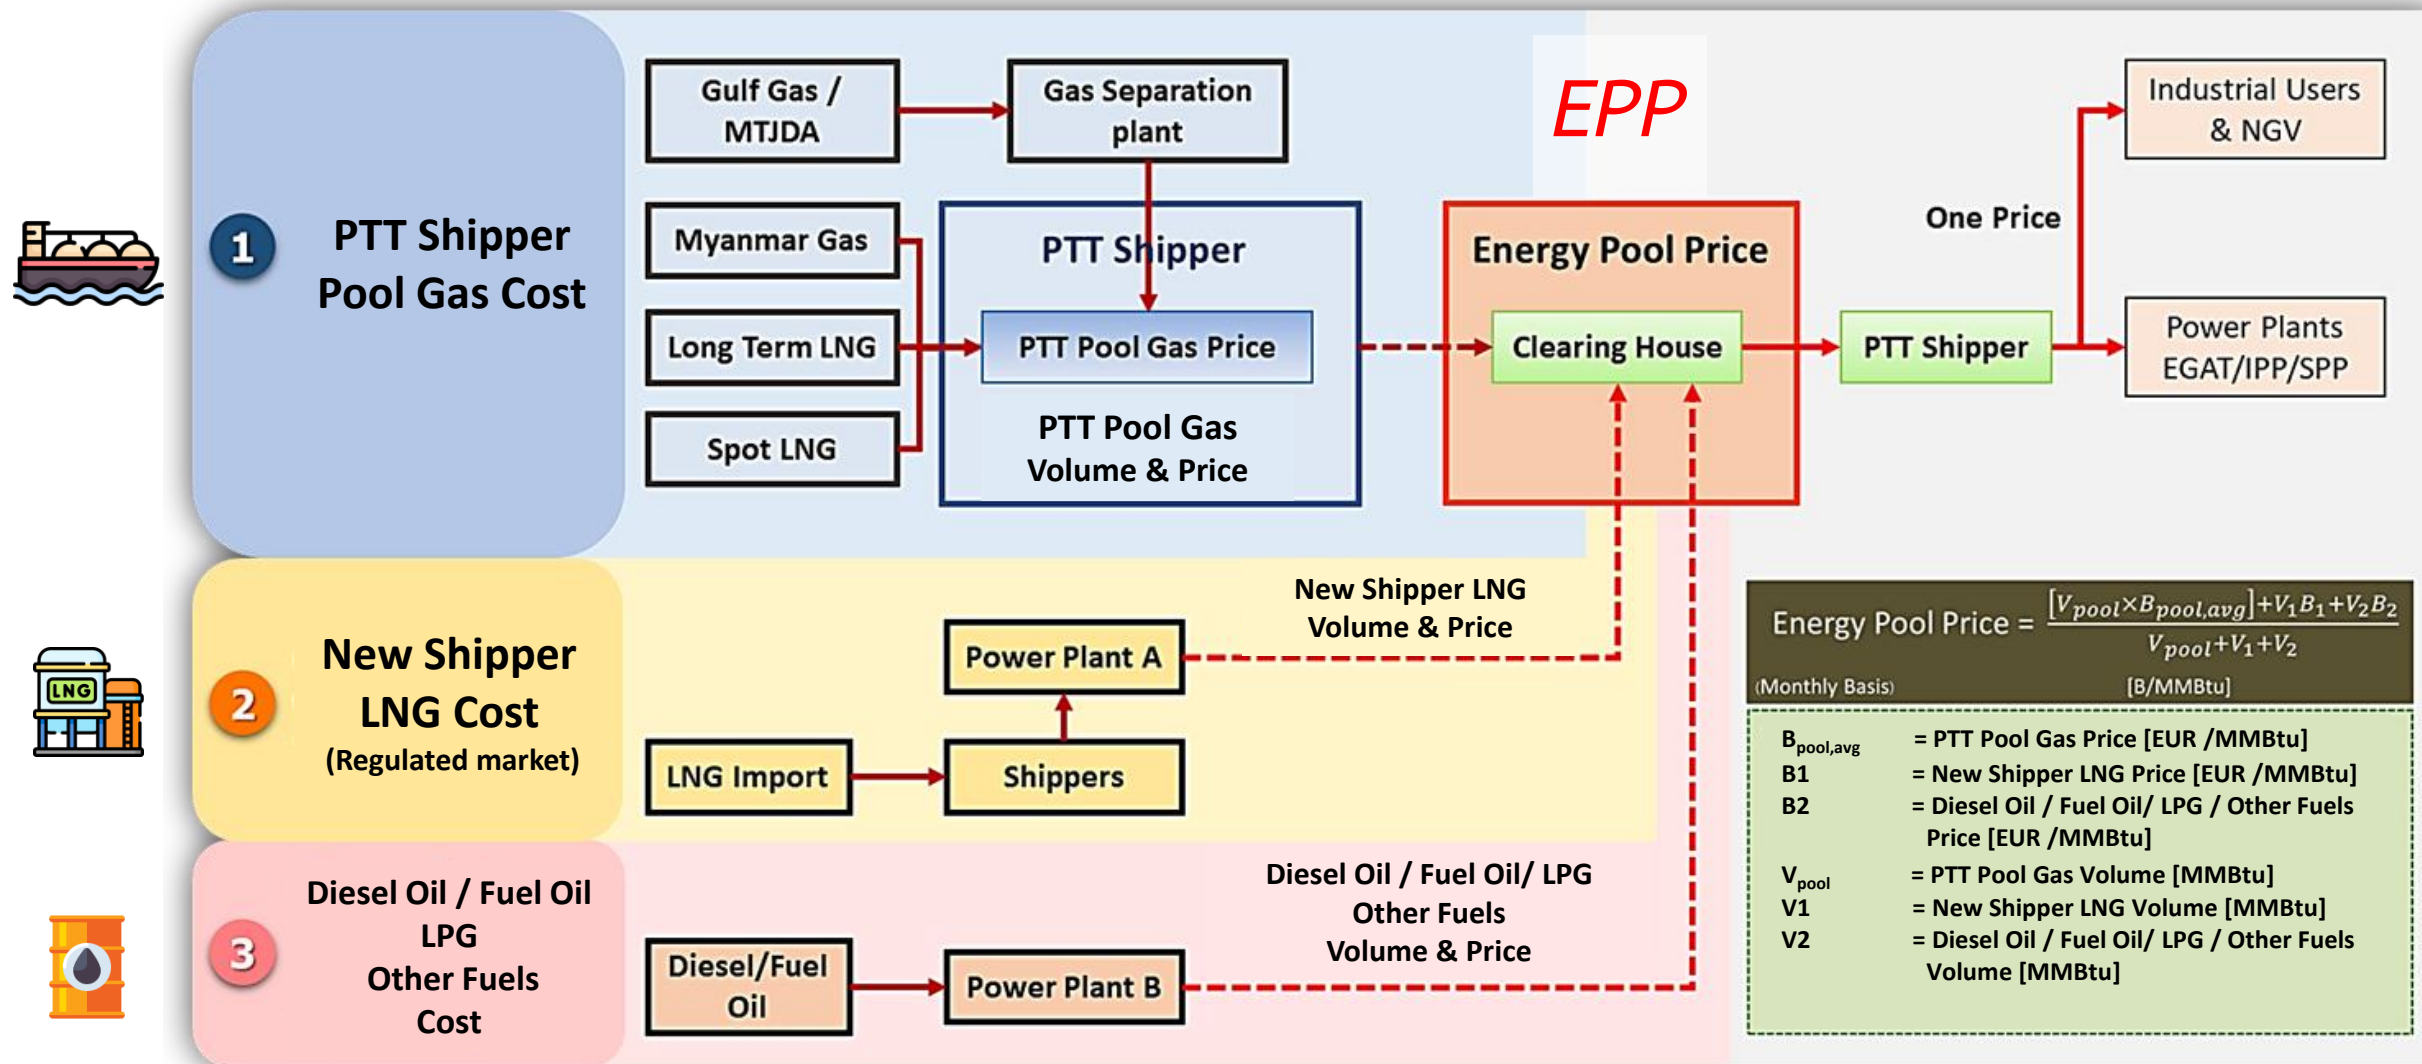 1
PTT Shipper
Pool Gas Cost
Gulf Gas /
MTJDA
Gas Separation
plant
Myanmar Gas
Long Term LNG
Spot LNG
PTT Shipper
PTT Pool Gas Price
PTT Pool Gas
Volume & Price
EPP
Energy Pool Price
Clearing House
PTT Shipper
One Price
Industrial Users
& NGV
Power Plants
EGAT/IPP/SPP
LNG
2
New Shipper
LNG Cost
(Regulated market)
LNG Import
Shippers
Power Plant A
New Shipper LNG
Volume & Price
3
Diesel Oil / Fuel Oil
LPG
Other Fuels
Cost
Diesel/Fuel
Oil
Power Plant B
Diesel Oil / Fuel Oil/ LPG
Other Fuels
Volume & Price
Energy Pool Price = [V_pool×B_pool,avg]+V_1B_1+V_2B_2 / V_pool+V_1+V_2
(Monthly Basis) [B/MMBtu]
B_pool,avg = PTT Pool Gas Price [EUR /MMBtu]
B1 = New Shipper LNG Price [EUR /MMBtu]
B2 = Diesel Oil / Fuel Oil/ LPG / Other Fuels
Price [EUR /MMBtu]
V_pool = PTT Pool Gas Volume [MMBtu]
V1 = New Shipper LNG Volume [MMBtu]
V2 = Diesel Oil / Fuel Oil/ LPG / Other Fuels
Volume [MMBtu]